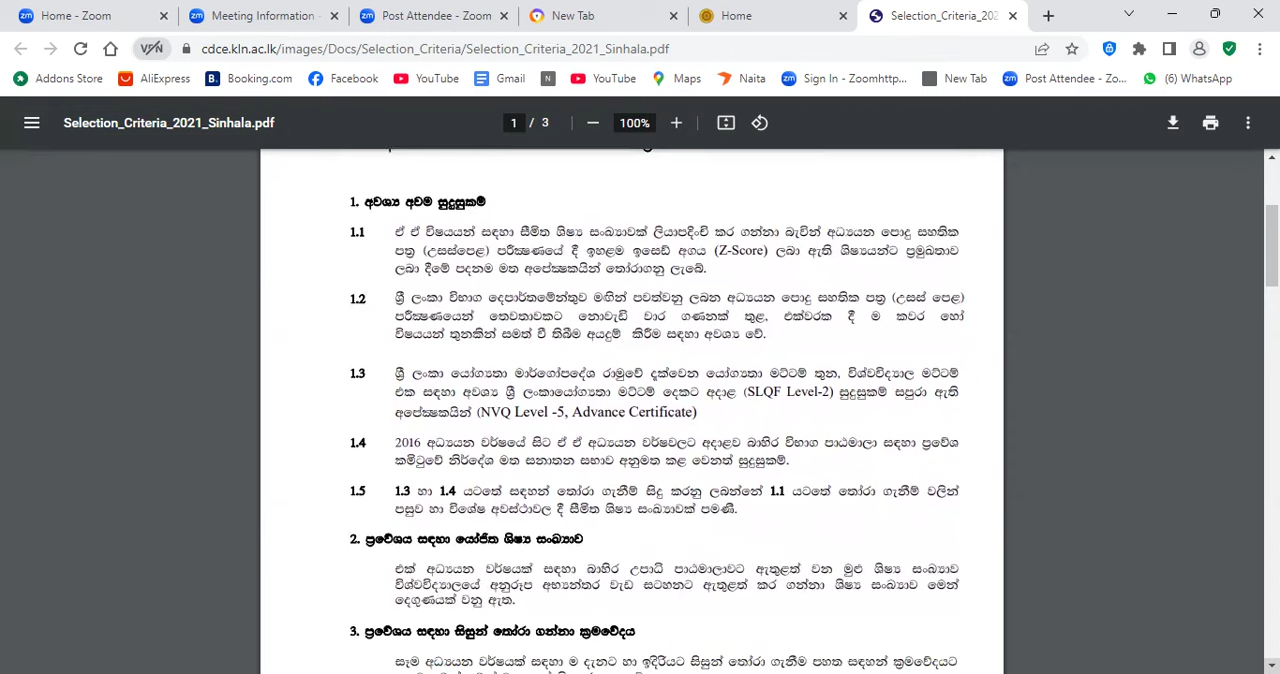 Home - Zoom
Meeting Information -
Post Attendee - Zoom
New Tab
Home
Selection_Criteria_202
cdce.kln.ac.lk/images/Docs/Selection_Criteria/Selection_Criteria_2021_Sinhala.pdf
Addons Store AliExpress Booking.com Facebook YouTube Gmail YouTube Maps Naita Sign In - Zoomhttp... New Tab Post Attendee - Zo... (6) WhatsApp
Selection_Criteria_2021_Sinhala.pdf 1 / 3 100%
1. අවශ්‍ය අවම සුදුසුකම්
1.1 ඒ ඒ විෂයයන් සඳහා සීමිත ශිෂ්‍ය සංඛ්‍යාවක් ලියාපදිංචි කර ගන්නා බැවින් අධ්‍යයන පොදු සහතික
පත්‍ර (උසස්පෙළ) පරීක්‍ෂණයේ දී ඉහළම ඉසෙඩ් අගය (Z-Score) ලබා ඇති ශිෂ්‍යයන්ට ප්‍රමුඛතාව
ලබා දීමේ පදනම මත අපේක්‍ෂකයින් තෝරාගනු ලැබේ.
1.2 ශ්‍රී ලංකා විභාග දෙපාර්තමේන්තුව මඟින් පවත්වනු ලබන අධ්‍යයන පොදු සහතික පත්‍ර (උසස් පෙළ)
පරීක්‍ෂණයෙන් තෙවතාවකට නොවැඩි වාර ගණනක් තුළ, එක්වරක දී ම කවර හෝ
විෂයයන් තුනකින් සමත් වී තිබීම අයදුම් කිරීම සඳහා අවශ්‍ය වේ.
1.3 ශ්‍රී ලංකා යෝග්‍යතා මාර්ගෝපදේශ රාමුවේ දැක්වෙන යෝග්‍යතා මට්ටම් තුන, විශ්වවිද්‍යාල මට්ටම්
එක සඳහා අවශ්‍ය ශ්‍රී ලංකායෝග්‍යතා මට්ටම් දෙකට අදාළ (SLQF Level-2) සුදුසුකම් සපුරා ඇති
අපේක්‍ෂකයින් (NVQ Level -5, Advance Certificate)
1.4 2016 අධ්‍යයන වර්ෂයේ සිට ඒ ඒ අධ්‍යයන වර්ෂවලට අදාළව බාහිර විභාග පාඨමාලා සඳහා ප්‍රවේශ
කමිටුවේ නිර්දේශ මත සනාතන සභාව අනුමත කළ වෙනත් සුදුසුකම්.
1.5 1.3 හා 1.4 යටතේ සඳහන් තෝරා ගැනීම් සිදු කරනු ලබන්නේ 1.1 යටතේ තෝරා ගැනීම් වලින්
පසුව හා විශේෂ අවස්ථාවල දී සීමිත ශිෂ්‍ය සංඛ්‍යාවක් පමණී.
2. ප්‍රවේශය සඳහා යෝජිත ශිෂ්‍ය සංඛ්‍යාව
එක් අධ්‍යයන වර්ෂයක් සඳහා බාහිර උපාධි පාඨමාලාවට ඇතුළත් වන මුළු ශිෂ්‍ය සංඛ්‍යාව
විශ්වවිද්‍යාලයේ අනුරූප අභ්‍යන්තර වැඩ සටහනට ඇතුළත් කර ගන්නා ශිෂ්‍ය සංඛ්‍යාව මෙන්
දෙගුණයක් වනු ඇත.
3. ප්‍රවේශය සඳහා සිසුන් තෝරා ගන්නා ක්‍රමවේදය
සෑම අධ්‍යයන වර්ෂයක් සඳහා ම දැනට හා ඉදිරියට සිසුන් තෝරා ගැනීම පහත සඳහන් ක්‍රමවේදයට